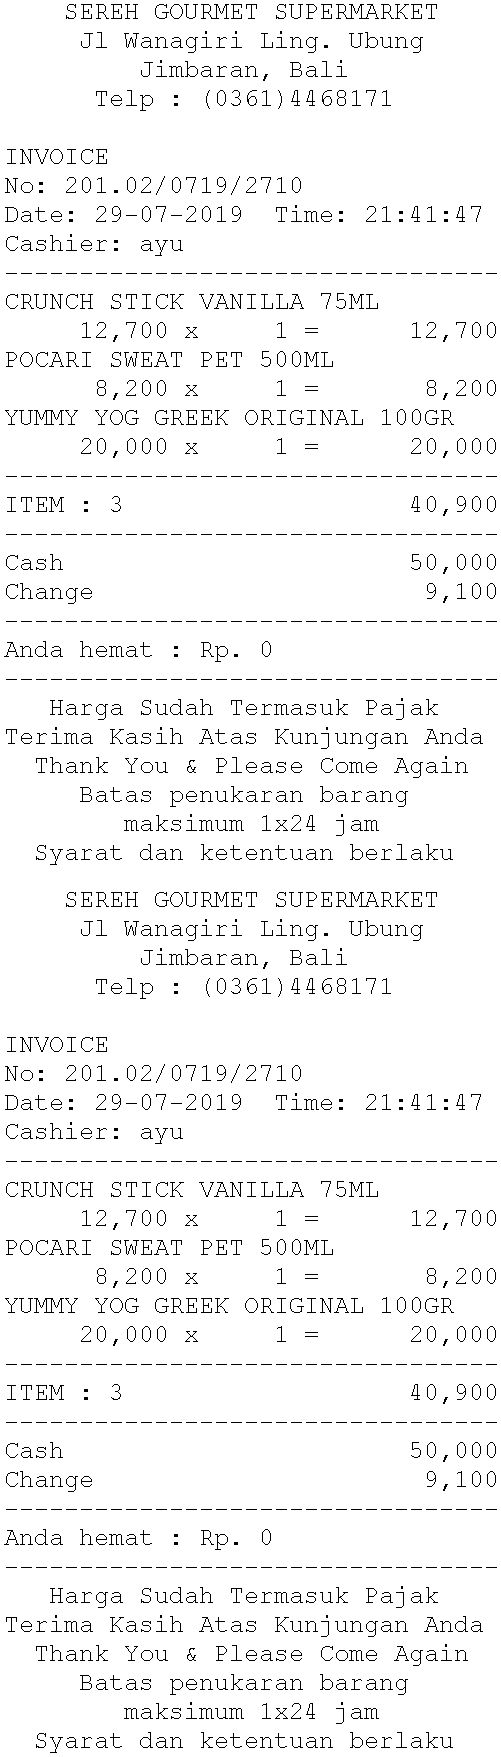 SEREH GOURMET SUPERMARKET
Jl Wanagiri Ling. Ubung
Jimbaran, Bali
Telp : (0361)4468171
INVOICE
No: 201.02/0719/2710
Date: 29-07-2019  Time: 21:41:47
Cashier: ayu
---------------------------------
CRUNCH STICK VANILLA 75ML
12,700 x     1 =      12,700
POCARI SWEAT PET 500ML
8,200 x     1 =       8,200
YUMMY YOG GREEK ORIGINAL 100GR
20,000 x     1 =      20,000
---------------------------------
ITEM : 3                   40,900
---------------------------------
Cash                       50,000
Change                      9,100
---------------------------------
Anda hemat : Rp. 0
---------------------------------
Harga Sudah Termasuk Pajak
Terima Kasih Atas Kunjungan Anda
Thank You & Please Come Again
Batas penukaran barang
maksimum 1x24 jam
Syarat dan ketentuan berlaku
SEREH GOURMET SUPERMARKET
Jl Wanagiri Ling. Ubung
Jimbaran, Bali
Telp : (0361)4468171
INVOICE
No: 201.02/0719/2710
Date: 29-07-2019  Time: 21:41:47
Cashier: ayu
---------------------------------
CRUNCH STICK VANILLA 75ML
12,700 x     1 =      12,700
POCARI SWEAT PET 500ML
8,200 x     1 =       8,200
YUMMY YOG GREEK ORIGINAL 100GR
20,000 x     1 =      20,000
---------------------------------
ITEM : 3                   40,900
---------------------------------
Cash                       50,000
Change                      9,100
---------------------------------
Anda hemat : Rp. 0
---------------------------------
Harga Sudah Termasuk Pajak
Terima Kasih Atas Kunjungan Anda
Thank You & Please Come Again
Batas penukaran barang
maksimum 1x24 jam
Syarat dan ketentuan berlaku